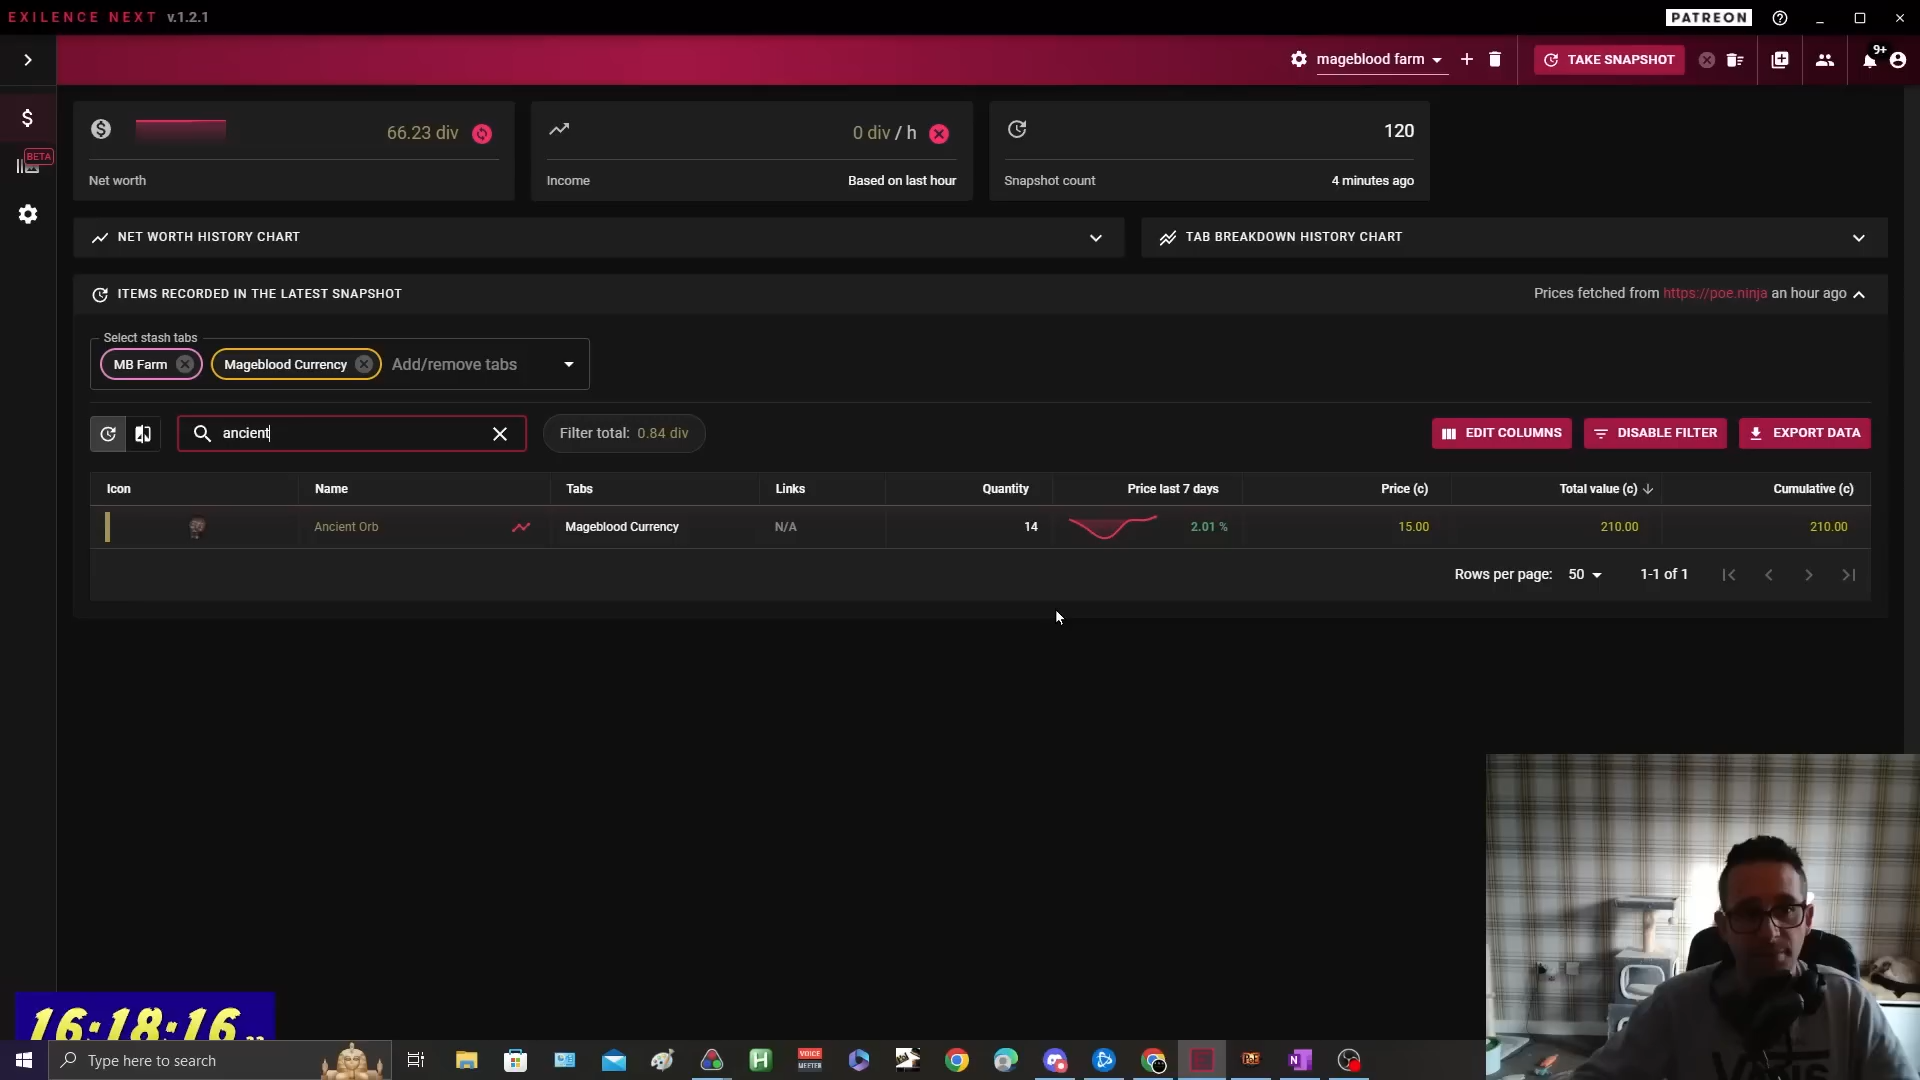 EXILENCE NEXT v.1.2.1
PATREON
mageblood farm
TAKE SNAPSHOT
9+
BETA
66.23 div
Net worth
0 div / h
Income
Based on last hour
120
Snapshot count
4 minutes ago
NET WORTH HISTORY CHART
TAB BREAKDOWN HISTORY CHART
ITEMS RECORDED IN THE LATEST SNAPSHOT
Prices fetched from https://poe.ninja an hour ago
Select stash tabs
MB Farm
Mageblood Currency
Add/remove tabs
ancient
Filter total: 0.84 div
EDIT COLUMNS
DISABLE FILTER
EXPORT DATA
Icon Name Tabs Links Quantity Price last 7 days Price (c) Total value (c) Cumulative (c)
Ancient Orb Mageblood Currency N/A 14 2.01 % 15.00 210.00 210.00
Rows per page: 50 1-1 of 1
16:18:16
Type here to search
VOICE
MEETER
VANS